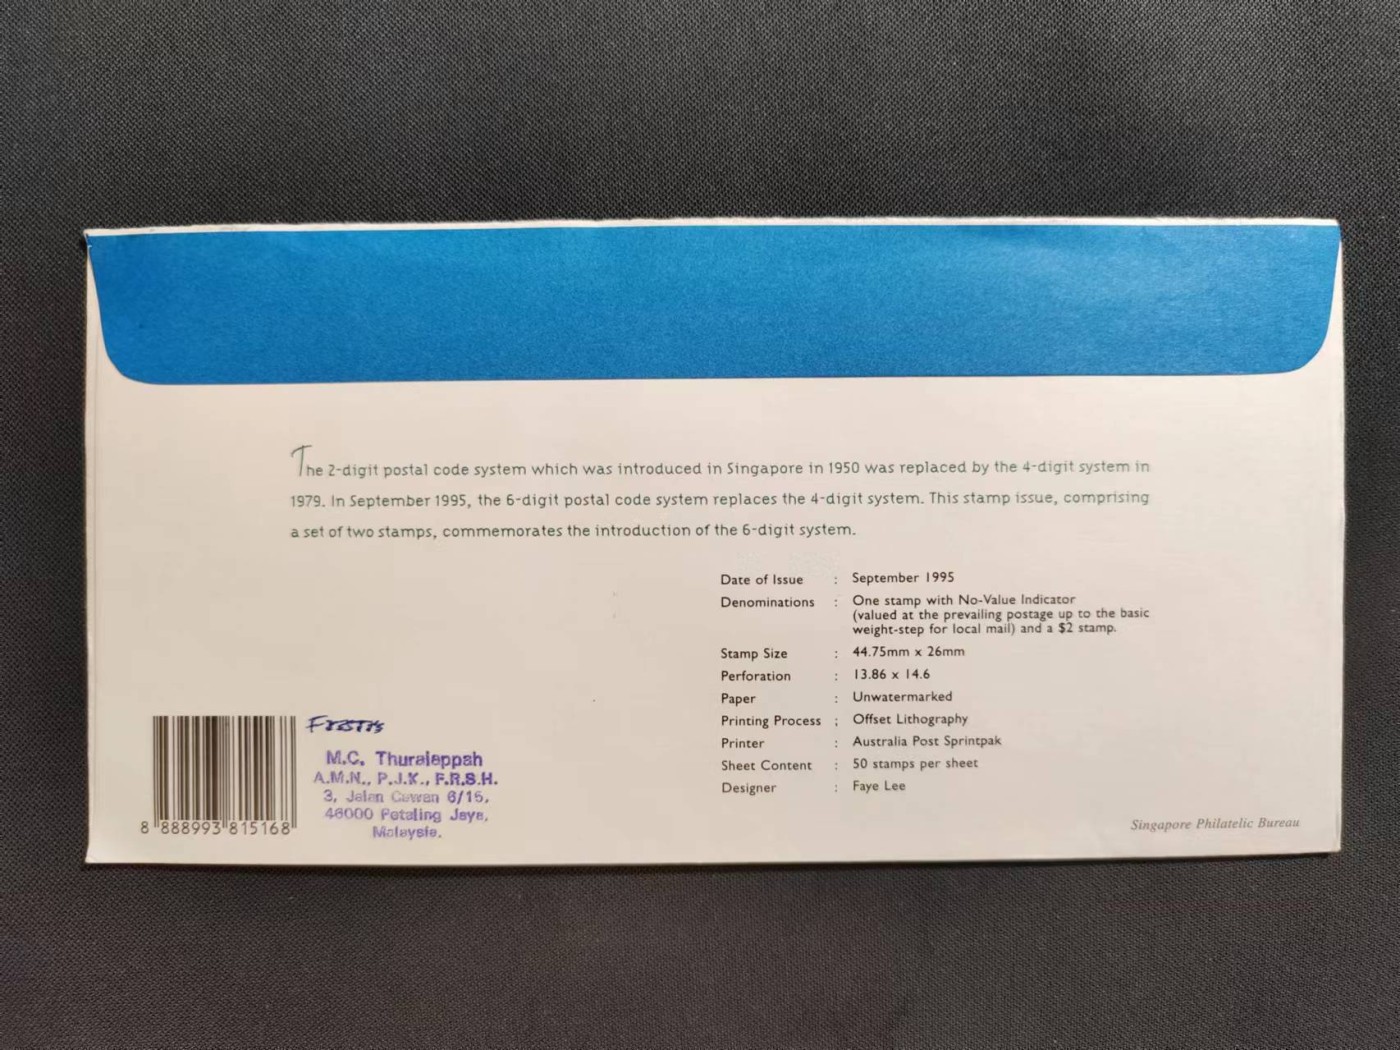 The 2-digit postal code system which was introduced in Singapore in 1950 was replaced by the 4-digit system in
1979. In September 1995, the 6-digit postal code system replaces the 4-digit system. This stamp issue, comprising
a set of two stamps, commemorates the introduction of the 6-digit system.
Date of Issue : September 1995
Denominations : One stamp with No-Value Indicator
(valued at the prevailing postage up to the basic
weight-step for local mail) and a $2 stamp.
Stamp Size : 44.75mm x 26mm
Perforation : 13.86 x 14.6
Paper : Unwatermarked
Printing Process : Offset Lithography
Printer : Australia Post Sprintpak
Sheet Content : 50 stamps per sheet
Designer : Faye Lee
M.C. Thuraiappah
A.M.N., P.J.K., F.R.S.H.
3, Jalan Gawan 6/15,
46000 Petaling Jaya,
Malaysia.
8 888993 815168
Singapore Philatelic Bureau